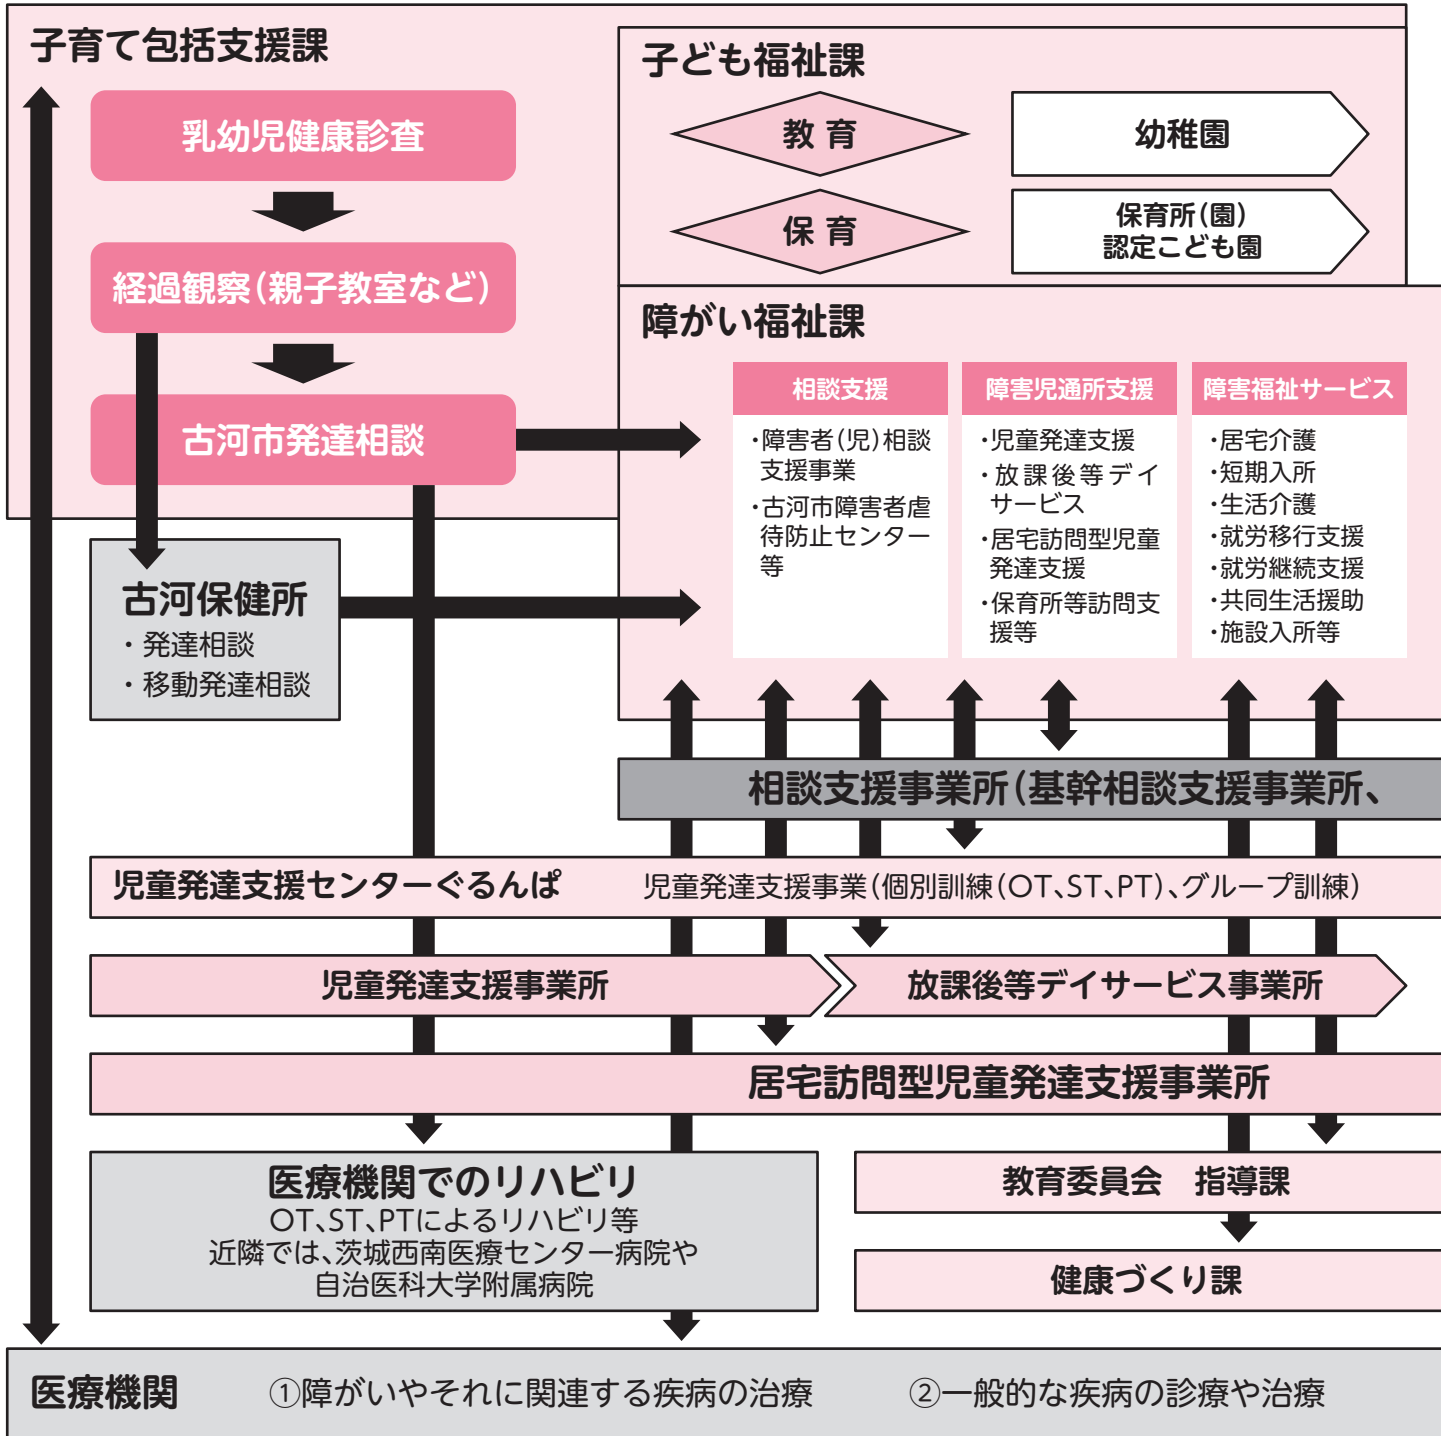 子育て包括支援課
乳幼児健康診査
経過観察(親子教室など)
古河市発達相談
子ども福祉課
教 育
幼稚園
保 育
保育所(園)
認定こども園
障がい福祉課
相談支援
・障害者(児)相談
支援事業
・古河市障害者虐
待防止センター
等
障害児通所支援
・児童発達支援
・放課後等デイ
サービス
・居宅訪問型児童
発達支援
・保育所等訪問支
援等
障害福祉サービス
・居宅介護
・短期入所
・生活介護
・就労移行支援
・就労継続支援
・共同生活援助
・施設入所等
古河保健所
・発達相談
・移動発達相談
相談支援事業所(基幹相談支援事業所、
児童発達支援センターぐるんぱ 児童発達支援事業(個別訓練(OT、ST、PT)、グループ訓練)
児童発達支援事業所
放課後等デイサービス事業所
居宅訪問型児童発達支援事業所
医療機関でのリハビリ
OT、ST、PTによるリハビリ等
近隣では、茨城西南医療センター病院や
自治医科大学附属病院
教育委員会　指導課
健康づくり課
医療機関 ①障がいやそれに関連する疾病の治療 ②一般的な疾病の診療や治療